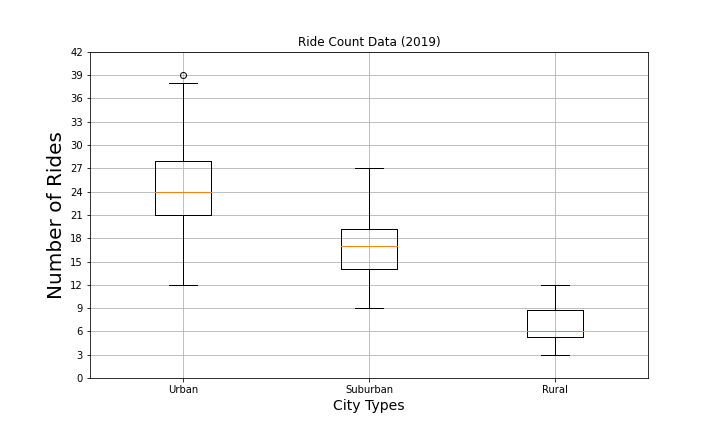 Ride Count Data (2019)
42
39
36
33
30
27
24
21
18
15
12
9
6
3
0
Number of Rides
Urban
Suburban
Rural
City Types